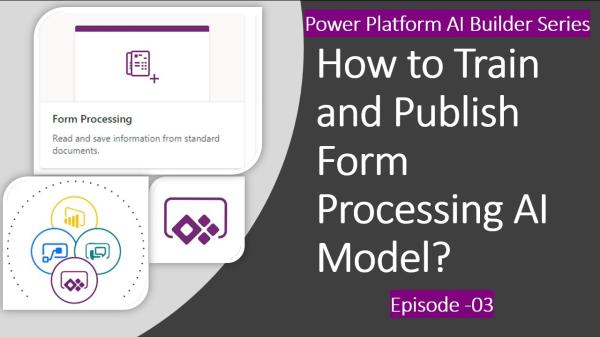 Power Platform AI Builder Series
How to Train
and Publish
Form
Processing AI
Model?
Episode -03
Form Processing
Read and save information from standard
documents.